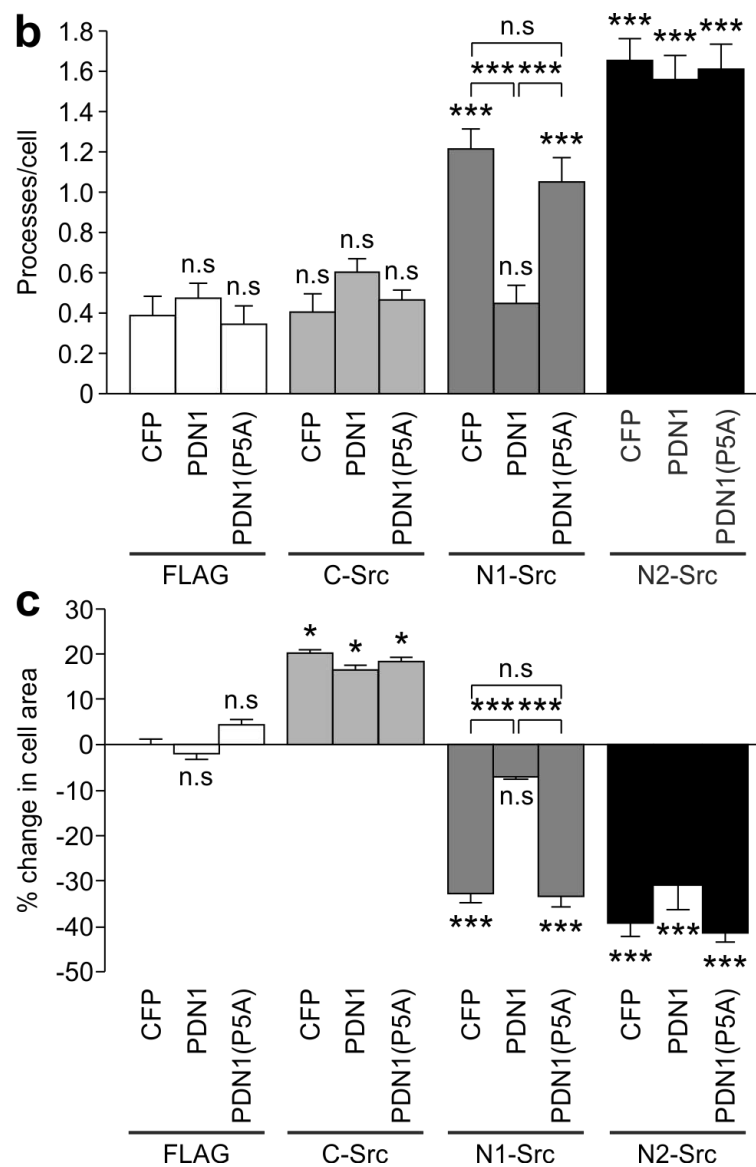 b
Processes/cell
1.8
1.6
1.4
1.2
1.0
0.8
0.6
0.4
0.2
0
n.s
n.s
n.s
n.s
n.s
n.s
*** ***
***
n.s
***
*** *** ***
CFP
PDN1
PDN1(P5A)
CFP
PDN1
PDN1(P5A)
CFP
PDN1
PDN1(P5A)
CFP
PDN1
PDN1(P5A)
FLAG C-Src N1-Src N2-Src
c
% change in cell area
30
20
10
0
-10
-20
-30
-40
-50
n.s
n.s
* * *
n.s
*** ***
n.s
***
***
***
***
***
CFP
PDN1
PDN1(P5A)
CFP
PDN1
PDN1(P5A)
CFP
PDN1
PDN1(P5A)
CFP
PDN1
PDN1(P5A)
FLAG C-Src N1-Src N2-Src